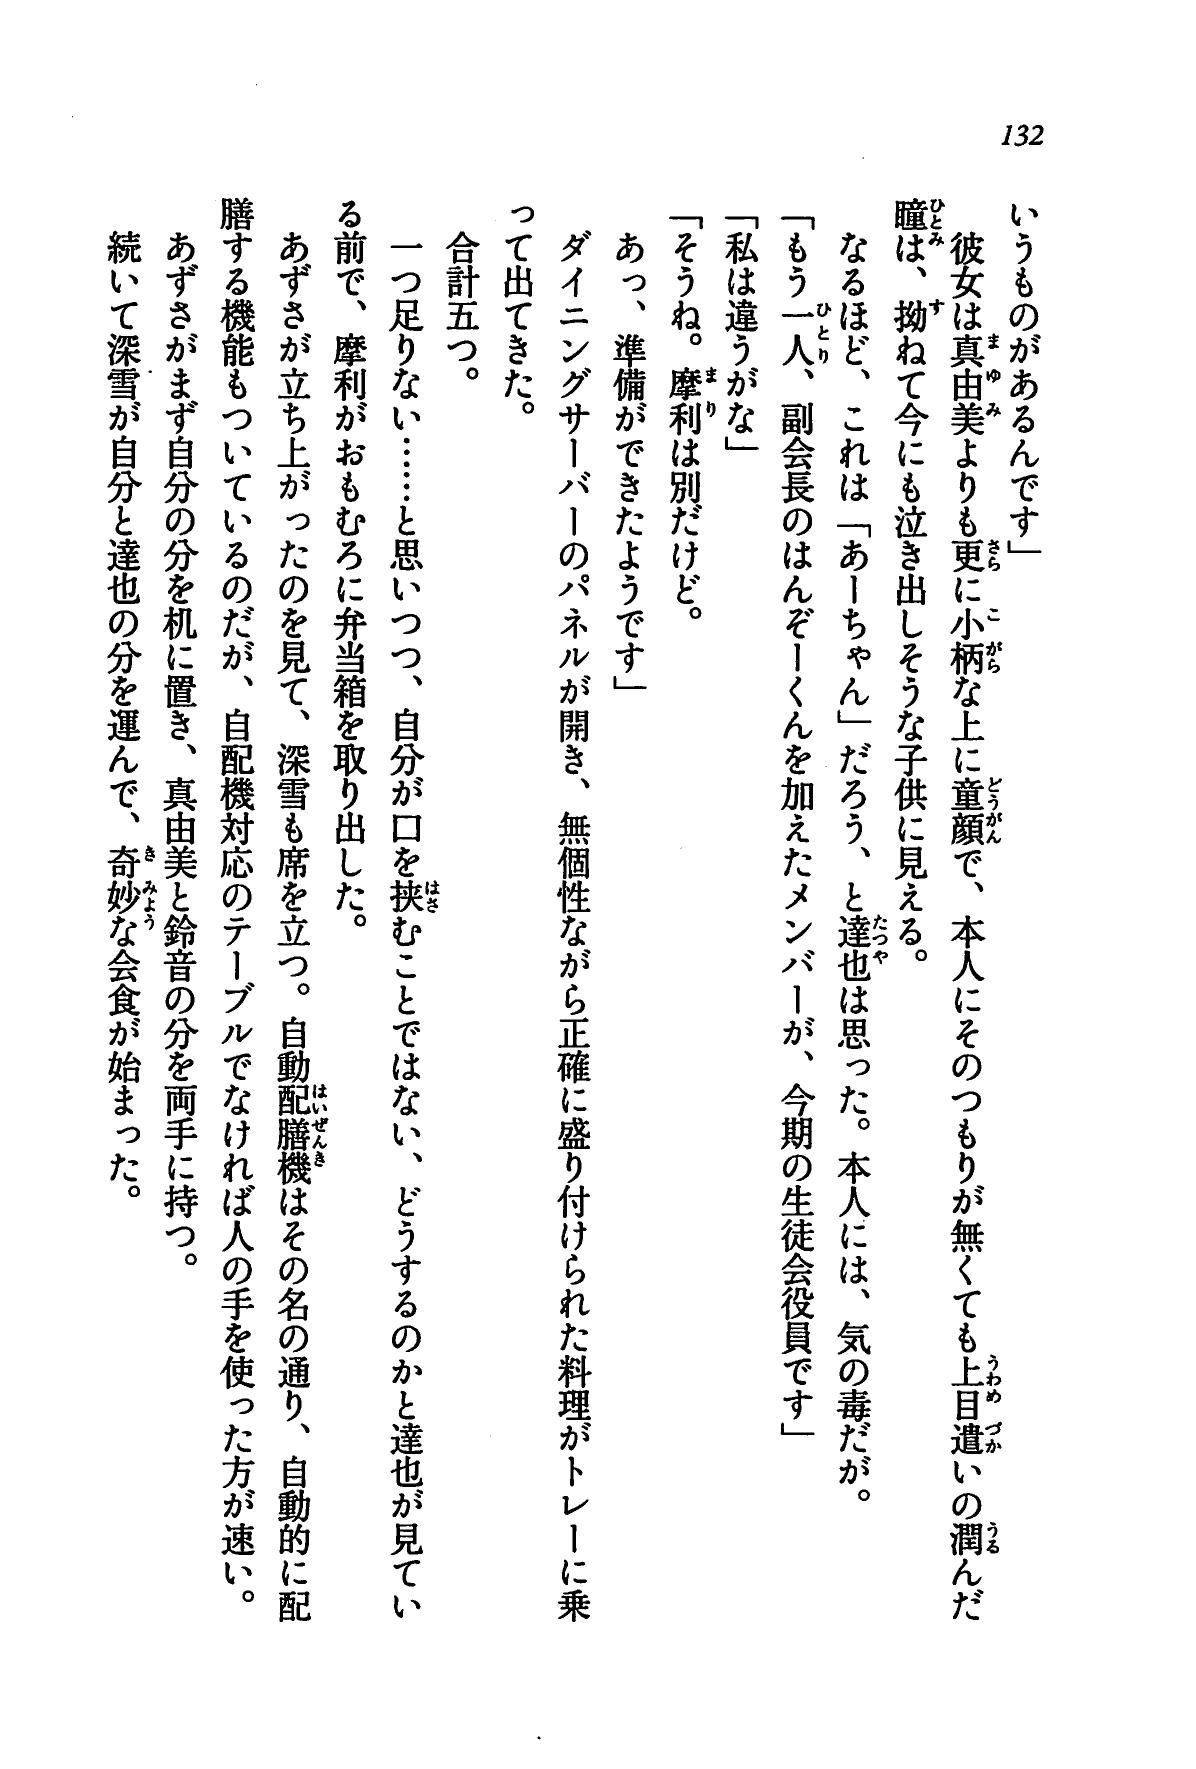 132
いうものがあるんです」
彼女は真由美よりも更に小柄な上に童顔で、本人にそのつもりが無くても上目遣いの潤んだ
瞳は、拗ねて今にも泣き出しそうな子供に見える。
なるほど、これは「あーちゃん」だろう、と達也は思った。本人には、気の毒だが。
「もう一人、副会長のはんぞーくんを加えたメンバーが、今期の生徒会役員です」
「私は違うがな」
「そうね。摩利は別だけど。
あっ、準備ができたようです」
ダイニングサーバーのパネルが開き、無個性ながら正確に盛り付けられた料理がトレーに乗
って出てきた。
合計五つ。
一つ足りない……と思いつつ、自分が口を挟むことではない、どうするのかと達也が見てい
る前で、摩利がおもむろに弁当箱を取り出した。
あずさが立ち上がったのを見て、深雪も席を立つ。自動配膳機はその名の通り、自動的に配
膳する機能もついているのだが、自配機対応のテーブルでなければ人の手を使った方が速い。
あずさがまず自分の分を机に置き、真由美と鈴音の分を両手に持つ。
続いて深雪が自分と達也の分を運んで、奇妙な会食が始まった。